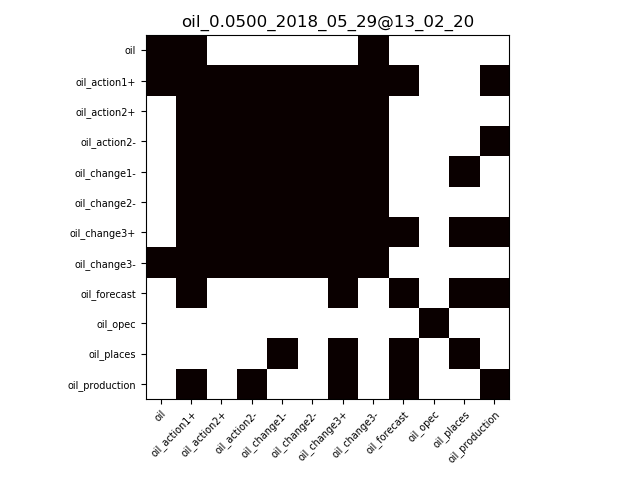 oil_0.0500_2018_05_29@13_02_20
oil
oil_action1+
oil_action2+
oil_action2-
oil_change1-
oil_change2-
oil_change3+
oil_change3-
oil_forecast
oil_opec
oil_places
oil_production
oil
oil_action1+
oil_action2+
oil_action2-
oil_change1-
oil_change2-
oil_change3+
oil_change3-
oil_forecast
oil_opec
oil_places
oil_production